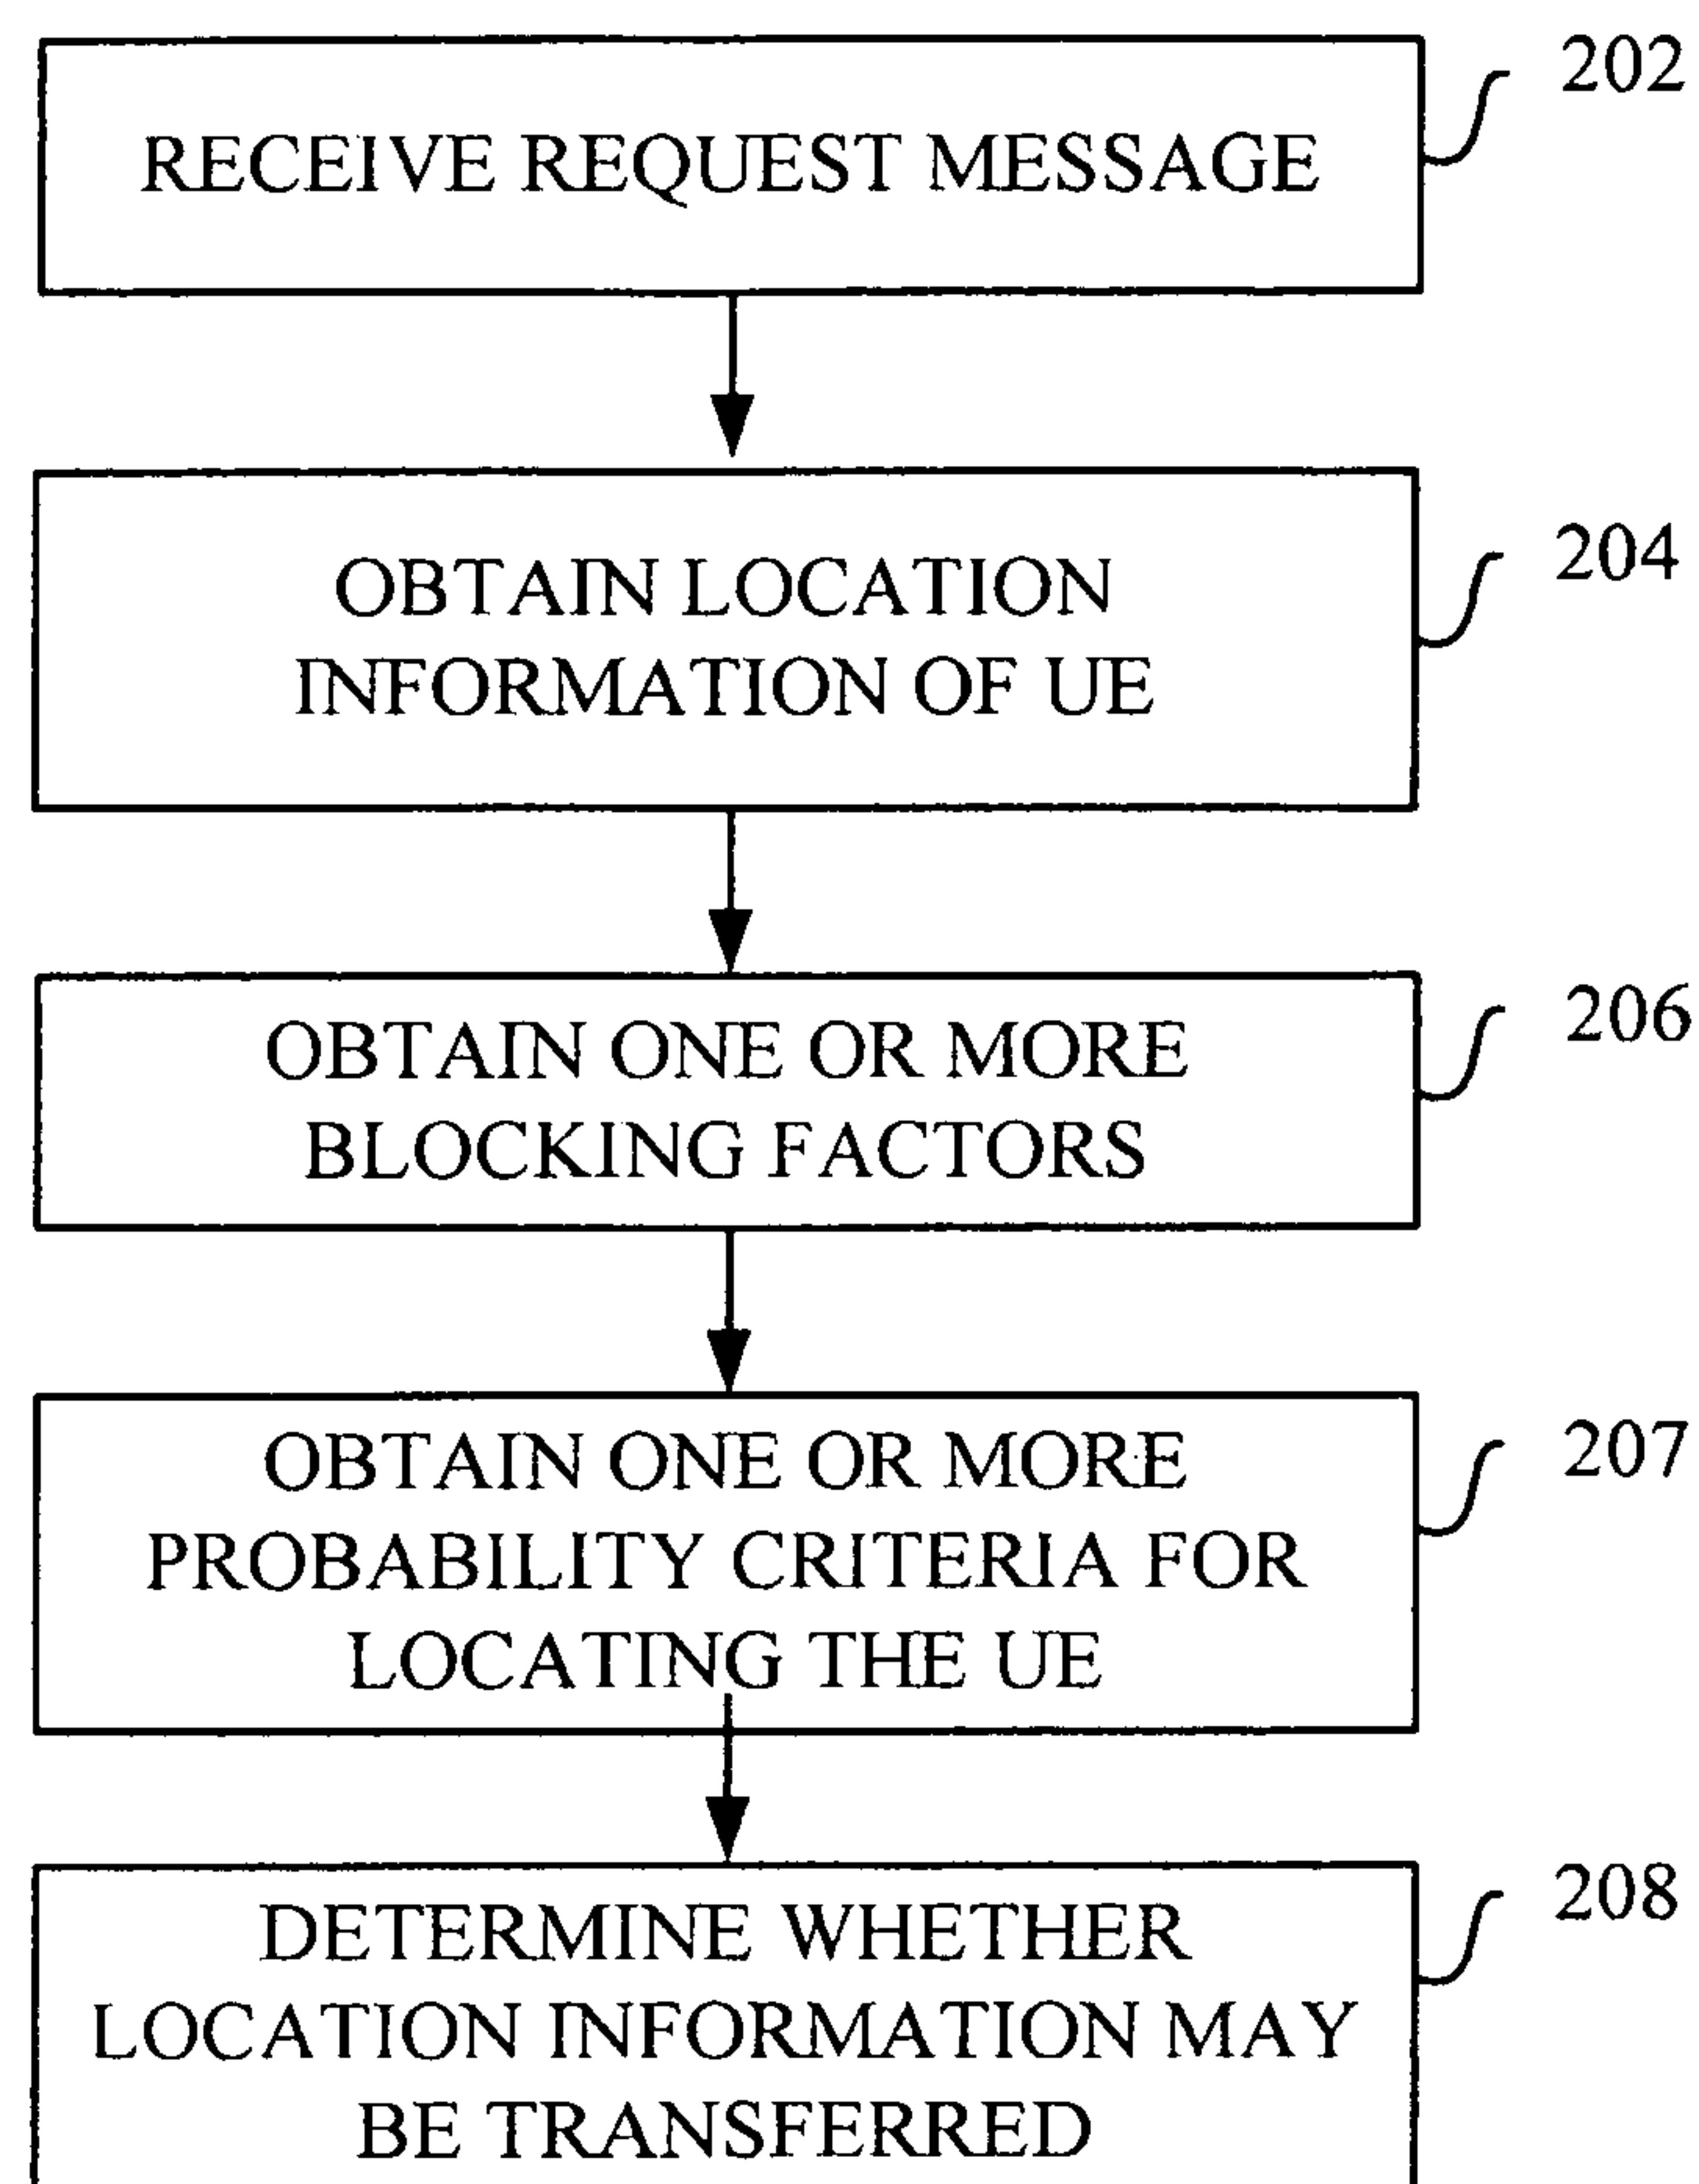 202
RECEIVE REQUEST MESSAGE
204
OBTAIN LOCATION
INFORMATION OF UE
206
OBTAIN ONE OR MORE
BLOCKING FACTORS
207
OBTAIN ONE OR MORE
PROBABILITY CRITERIA FOR
LOCATING THE UE
208
DETERMINE WHETHER
LOCATION INFORMATION MAY
BE TRANSFERRED